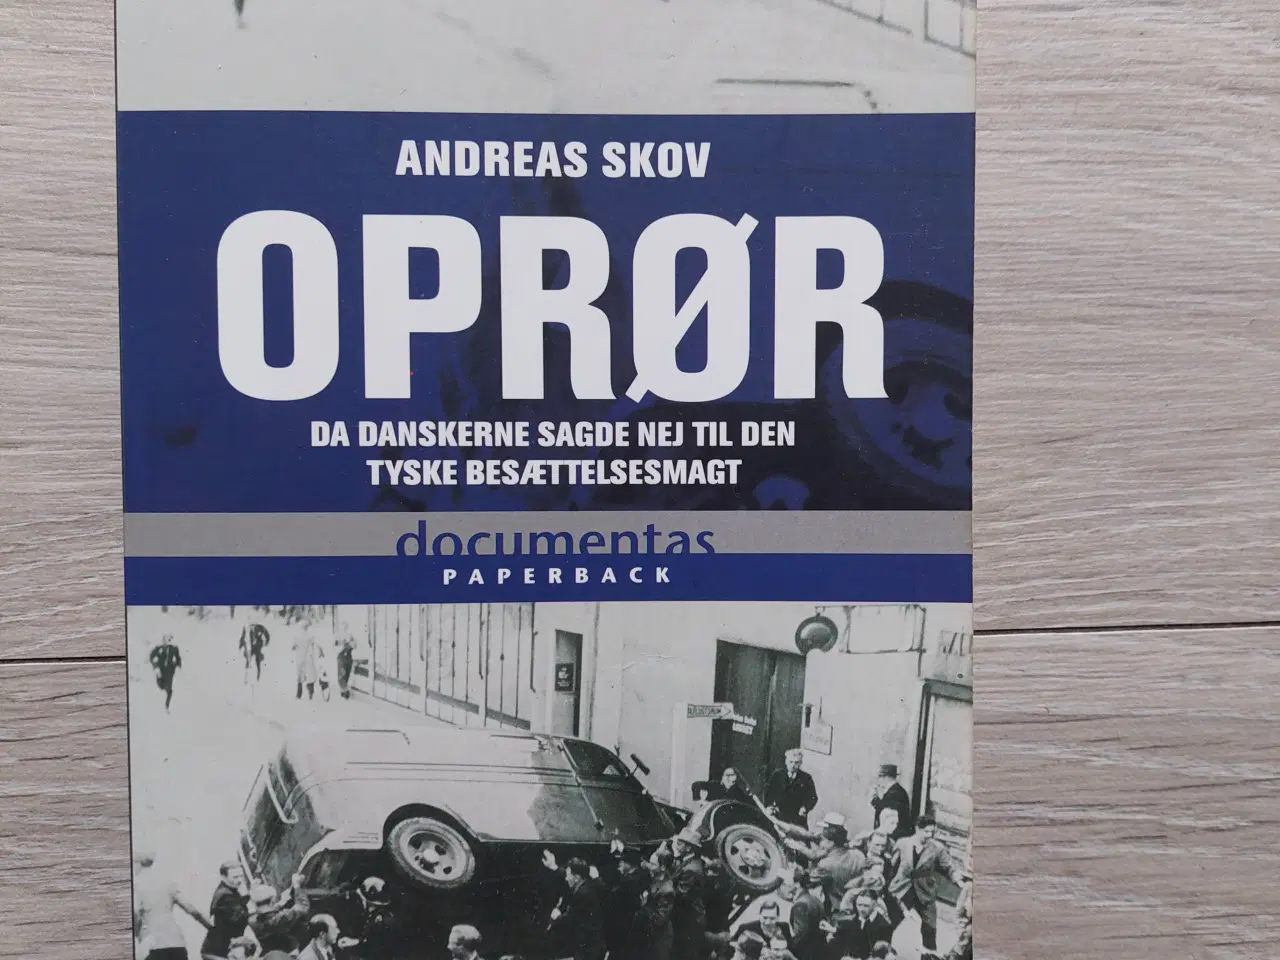 ANDREAS SKOV
OPRØR
DA DANSKERNE SAGDE NEJ TIL DEN
TYSKE BESÆTTELSESMAGT
documentas
PAPERBACK